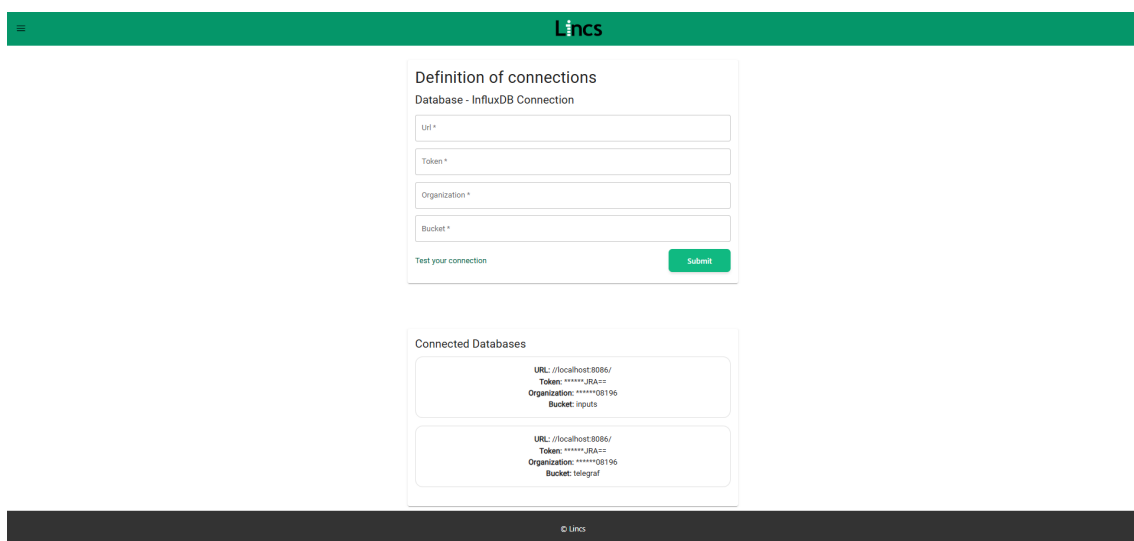 Lincs
Definition of connections
Database - InfluxDB Connection
Url *
Token *
Organization *
Bucket *
Test your connection
Submit
Connected Databases
URL: //localhost:8086/
Token: ******JRA==
Organization: ******08196
Bucket: inputs
URL: //localhost:8086/
Token: ******JRA==
Organization: ******08196
Bucket: telegraf
© Lincs